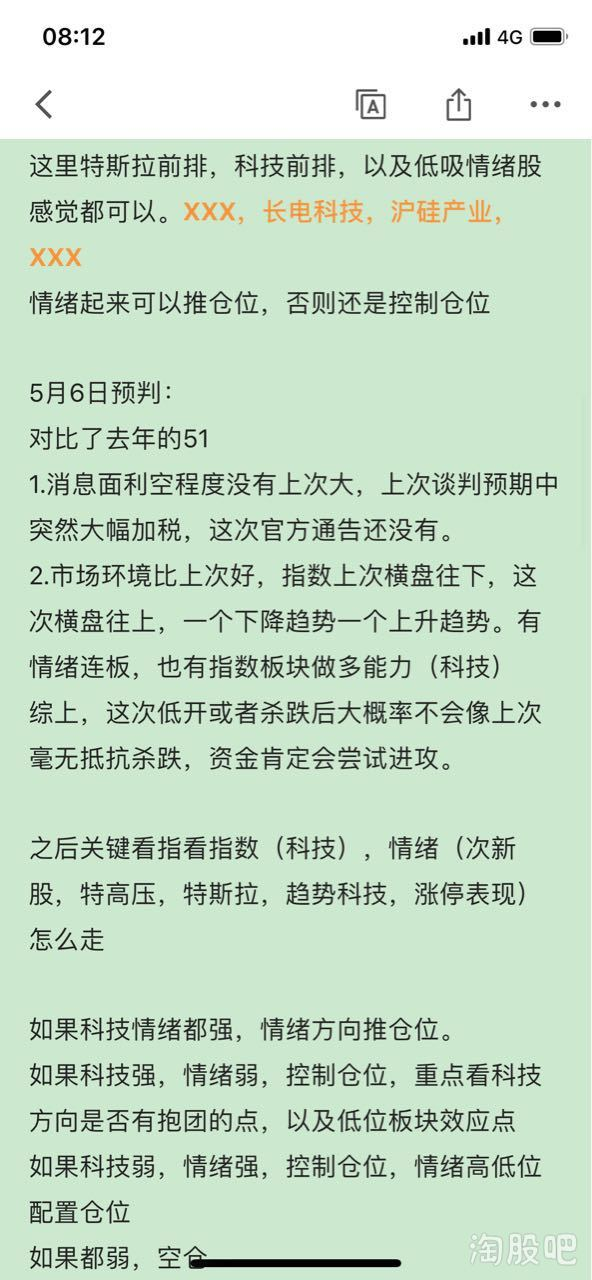 08:12
4G
A
这里特斯拉前排，科技前排，以及低吸情绪股
感觉都可以。XXX，长电科技，沪硅产业，
XXX
情绪起来可以推仓位，否则还是控制仓位
5月6日预判：
对比了去年的51
1.消息面利空程度没有上次大，上次谈判预期中
突然大幅加税，这次官方通告还没有。
2.市场环境比上次好，指数上次横盘往下，这
次横盘往上，一个下降趋势一个上升趋势。有
情绪连板，也有指数板块做多能力（科技）
综上，这次低开或者杀跌后大概率不会像上次
毫无抵抗杀跌，资金肯定会尝试进攻。
之后关键看指看指数（科技），情绪（次新
股，特高压，特斯拉，趋势科技，涨停表现）
怎么走
如果科技情绪都强，情绪方向推仓位。
如果科技强，情绪弱，控制仓位，重点看科技
方向是否有抱团的点，以及低位板块效应点
如果科技弱，情绪强，控制仓位，情绪高低位
配置仓位
如果都弱，空仓
淘股吧